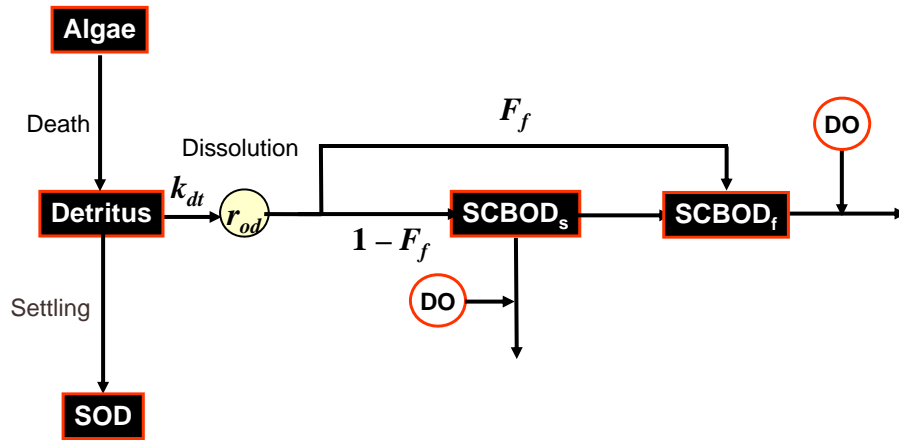 Algae
Death
Dissolution
F_f
DO
k_dt
Detritus
r_od
SCBOD_s
SCBOD_f
1 – F_f
Settling
DO
SOD